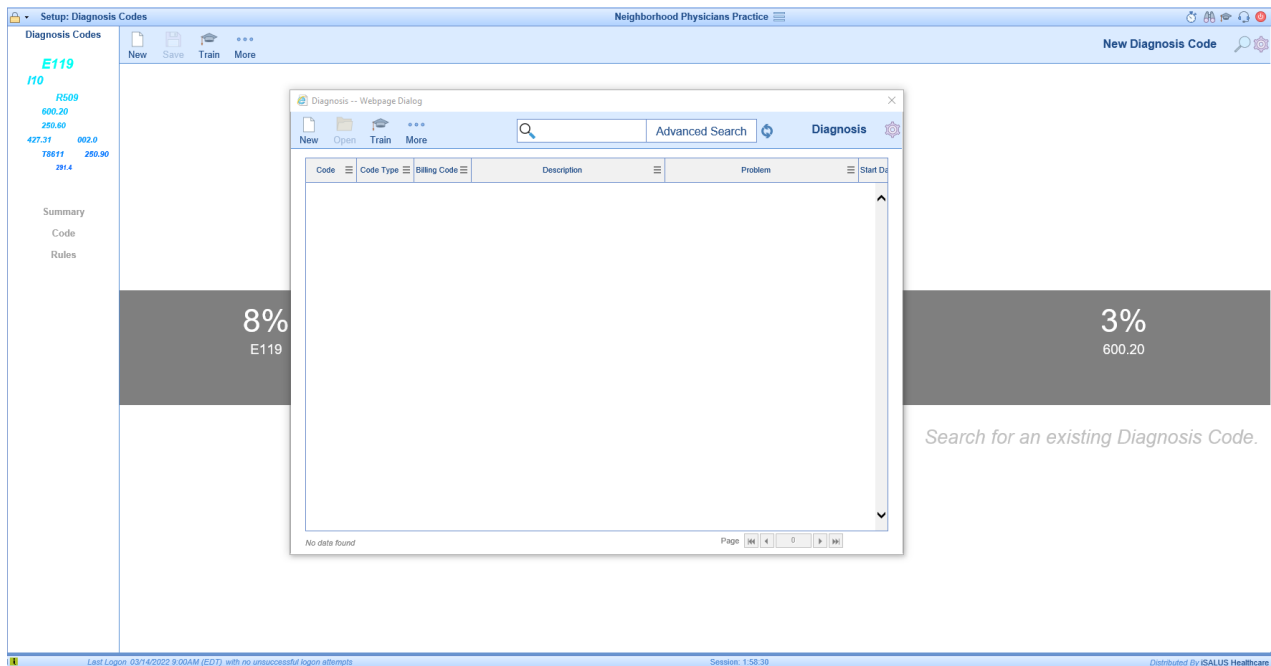 Setup: Diagnosis Codes
Neighborhood Physicians Practice
Diagnosis Codes
New Save Train More
New Diagnosis Code
E119
I10
R509
600.20
250.60
427.31 002.0
T8611 250.90
291.4
Summary
Code
Rules
Diagnosis -- Webpage Dialog
New Open Train More
Advanced Search
Diagnosis
Code Code Type Billing Code Description Problem Start Da
8%
E119
3%
600.20
Search for an existing Diagnosis Code.
No data found
Page 0
Last Logon 03/14/2022 9:00AM (EDT) with no unsuccessful logon attempts
Session: 1:58:30
Distributed By iSALUS Healthcare